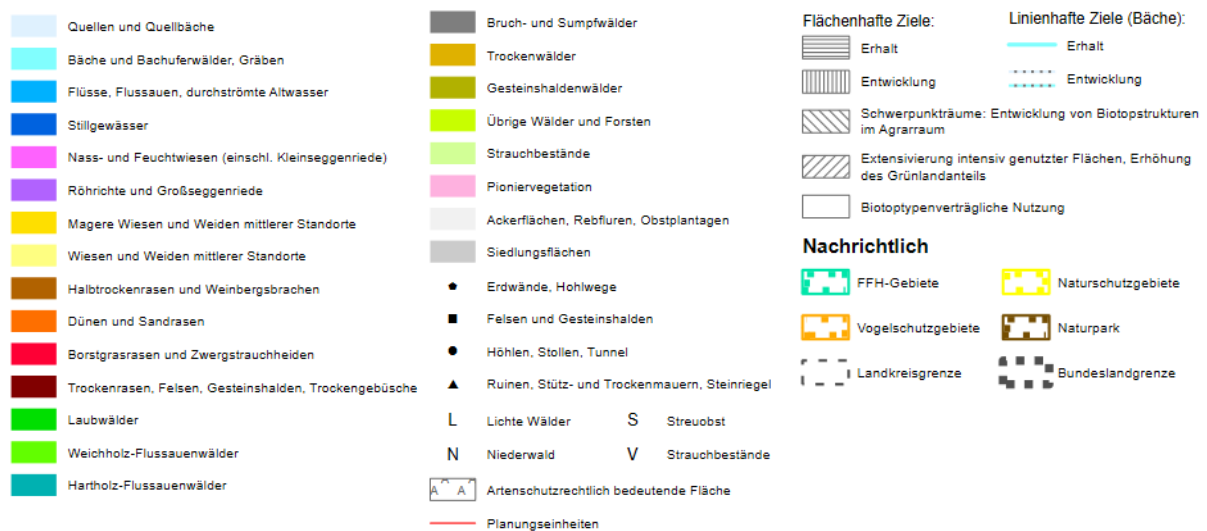 Quellen und Quellbäche
Bäche und Bachuferwälder, Gräben
Flüsse, Flussauen, durchströmte Altwasser
Stillgewässer
Nass- und Feuchtwiesen (einschl. Kleinseggenriede)
Röhrichte und Großseggenriede
Magere Wiesen und Weiden mittlerer Standorte
Wiesen und Weiden mittlerer Standorte
Halbtrockenrasen und Weinbergsbrachen
Dünen und Sandrasen
Borstgrasrasen und Zwergstrauchheiden
Trockenrasen, Felsen, Gesteinshalden, Trockengebüsche
Laubwälder
Weichholz-Flussauenwälder
Hartholz-Flussauenwälder
Bruch- und Sumpfwälder
Trockenwälder
Gesteinshaldenwälder
Übrige Wälder und Forsten
Strauchbestände
Pioniervegetation
Ackerflächen, Rebfluren, Obstplantagen
Siedlungsflächen
Erdwände, Hohlwege
Felsen und Gesteinshalden
Höhlen, Stollen, Tunnel
Ruinen, Stütz- und Trockenmauern, Steinriegel
L Lichte Wälder S Streuobst
N Niederwald V Strauchbestände
A A Artenschutzrechtlich bedeutende Fläche
Planungseinheiten
Flächenhafte Ziele:
Erhalt
Entwicklung
Linienhafte Ziele (Bäche):
Erhalt
Entwicklung
Schwerpunkträume: Entwicklung von Biotopstrukturen
im Agrarraum
Extensivierung intensiv genutzter Flächen, Erhöhung
des Grünlandanteils
Biotoptypenverträgliche Nutzung
Nachrichtlich
FFH-Gebiete Naturschutzgebiete
Vogelschutzgebiete Naturpark
Landkreisgrenze Bundeslandgrenze